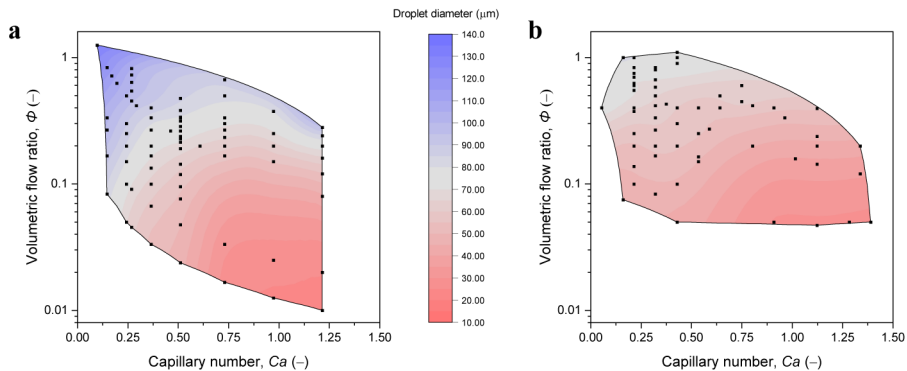 a
Volumetric flow ratio, Φ (–)
1
0.1
0.01
0.00 0.25 0.50 0.75 1.00 1.25 1.50
Capillary number, Ca (–)
Droplet diameter (μm)
140.0
130.0
120.0
110.0
100.0
90.00
80.00
70.00
60.00
50.00
40.00
30.00
20.00
10.00
b
Volumetric flow ratio, Φ (–)
1
0.1
0.01
0.00 0.25 0.50 0.75 1.00 1.25 1.50
Capillary number, Ca (–)